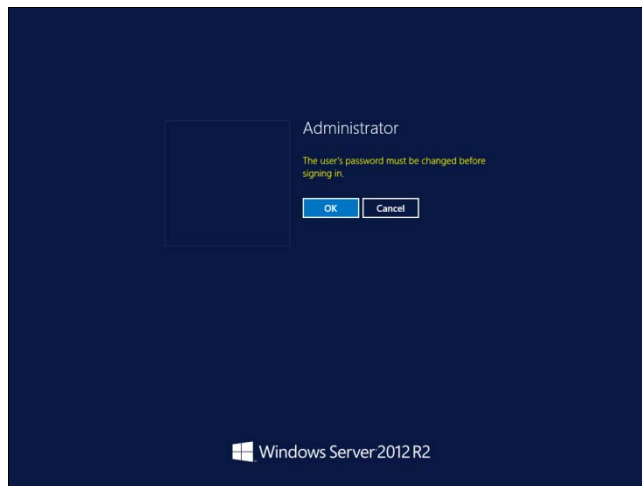 Administrator
The user's password must be changed before
signing in.
OK Cancel
Windows Server 2012 R2